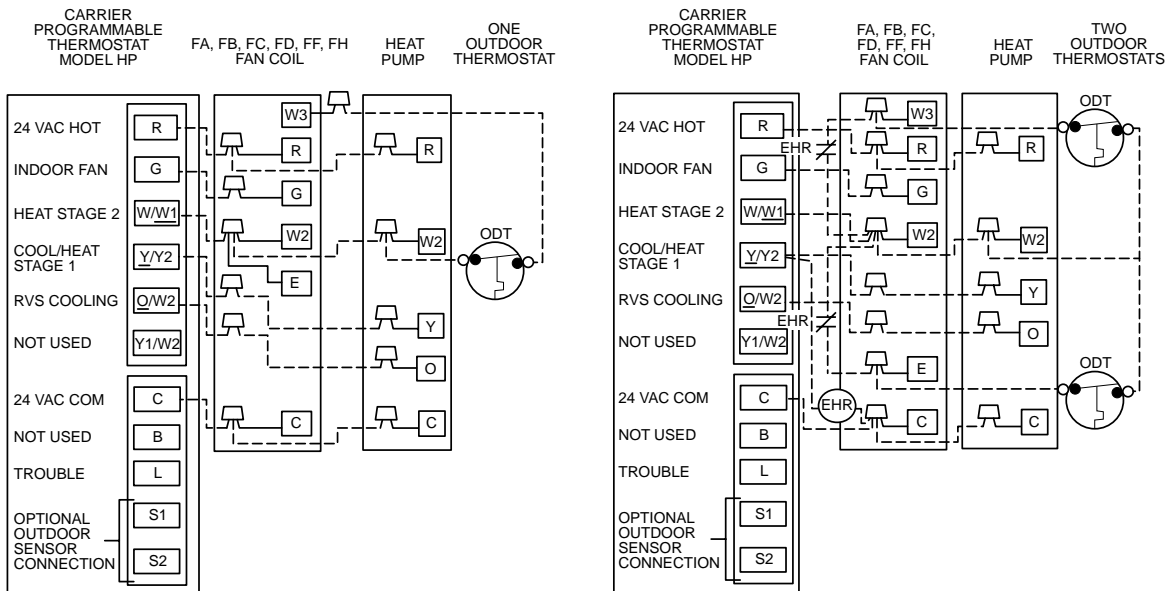 CARRIER
PROGRAMMABLE
THERMOSTAT
MODEL HP
FA, FB, FC, FD, FF, FH
FAN COIL
HEAT
PUMP
ONE
OUTDOOR
THERMOSTAT
24 VAC HOT
INDOOR FAN
HEAT STAGE 2
COOL/HEAT
STAGE 1
RVS COOLING
NOT USED
24 VAC COM
NOT USED
TROUBLE
OPTIONAL
OUTDOOR
SENSOR
CONNECTION
R
G
W/W1
Y/Y2
O/W2
Y1/W2
C
B
L
S1
S2
W3
R
G
W2
E
C
R
W2
Y
O
C
ODT
CARRIER
PROGRAMMABLE
THERMOSTAT
MODEL HP
FA, FB, FC,
FD, FF, FH
FAN COIL
HEAT
PUMP
TWO
OUTDOOR
THERMOSTATS
24 VAC HOT
INDOOR FAN
HEAT STAGE 2
COOL/HEAT
STAGE 1
RVS COOLING
NOT USED
24 VAC COM
NOT USED
TROUBLE
OPTIONAL
OUTDOOR
SENSOR
CONNECTION
R
G
W/W1
Y/Y2
O/W2
Y1/W2
C
B
L
S1
S2
EHR
EHR
EHR
W3
R
G
W2
E
C
R
W2
Y
O
C
ODT
ODT